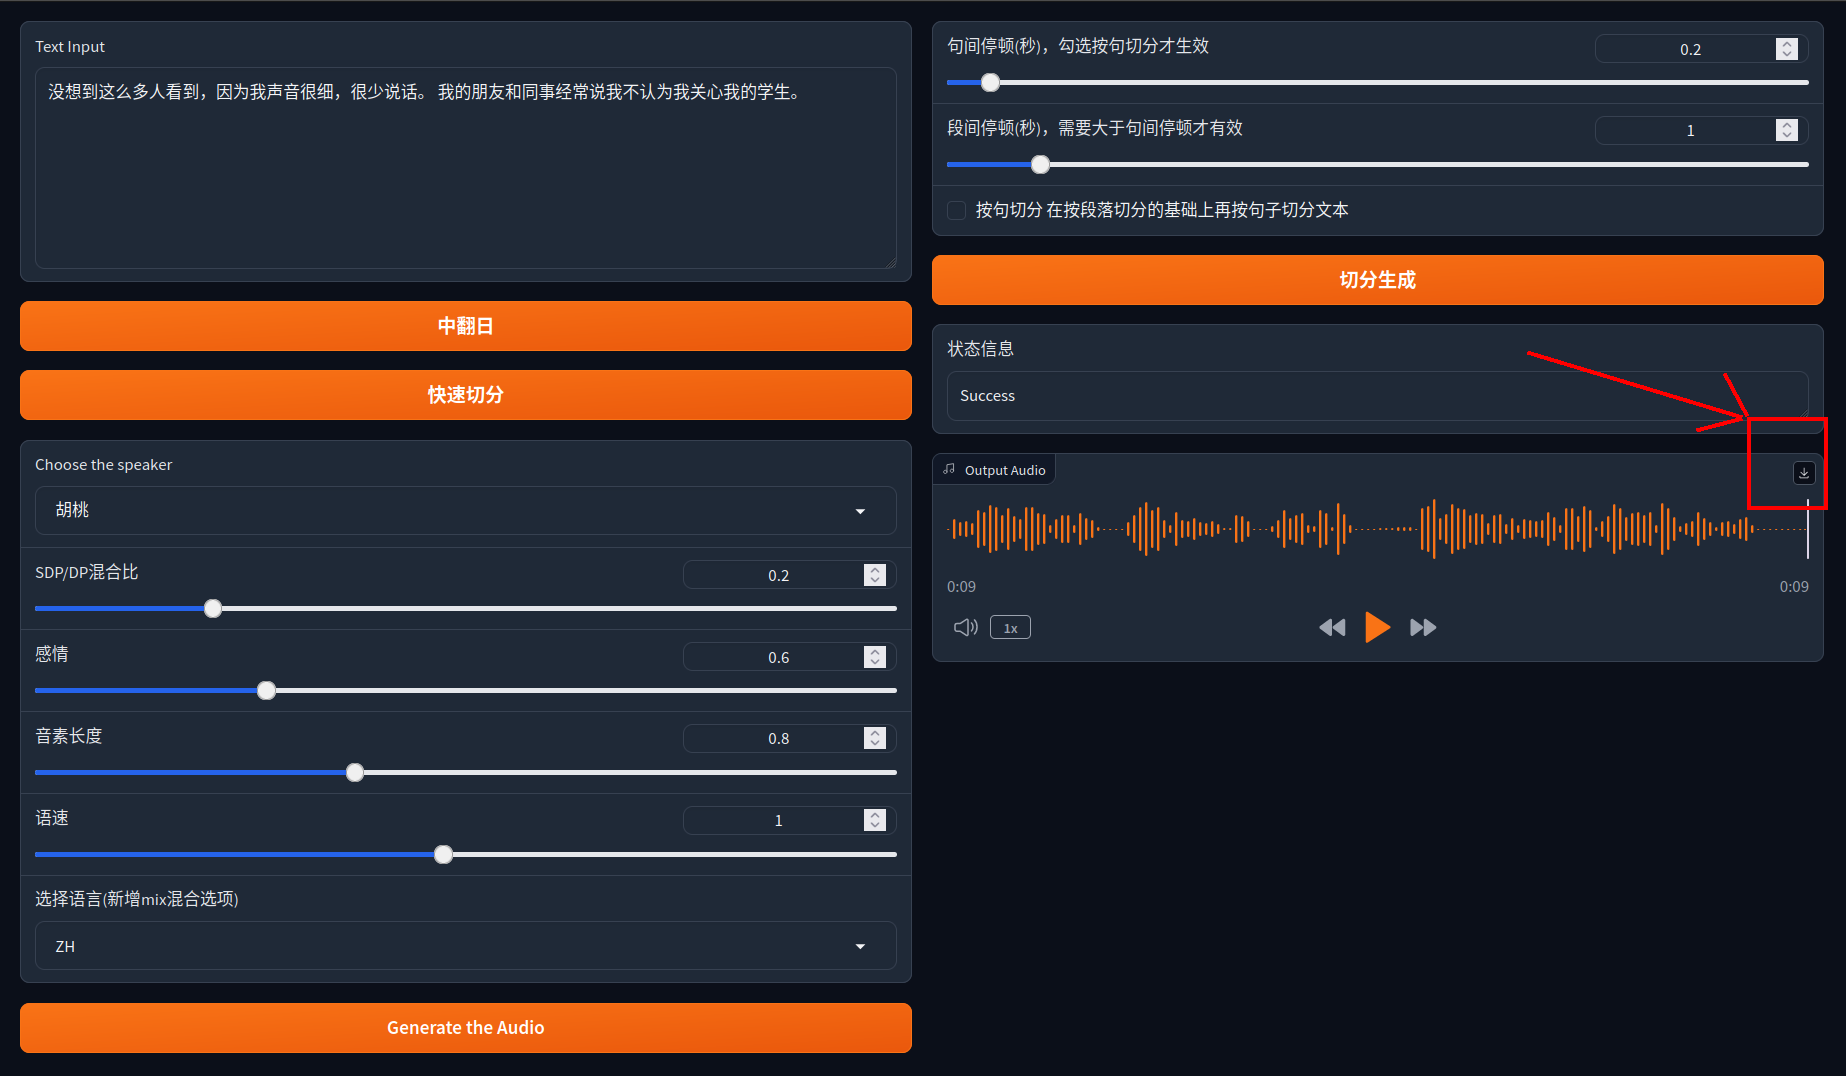 Text Input
没想到这么多人看到，因为我声音很细，很少说话。 我的朋友和同事经常说我不认为我关心我的学生。
中翻日
快速切分
Choose the speaker
胡桃
SDP/DP混合比
0.2
感情
0.6
音素长度
0.8
语速
1
选择语言(新增mix混合选项)
ZH
Generate the Audio
句间停顿(秒)，勾选按句切分才生效
0.2
段间停顿(秒)，需要大于句间停顿才有效
1
按句切分 在按段落切分的基础上再按句子切分文本
切分生成
状态信息
Success
Output Audio
0:09
0:09
1x